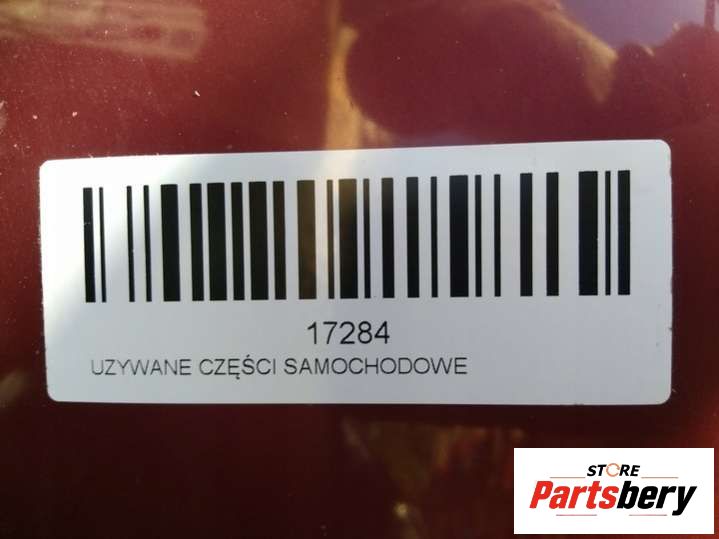 17284
UZYWANE CZĘŚCI SAMOCHODOWE
STORE
Partsbery